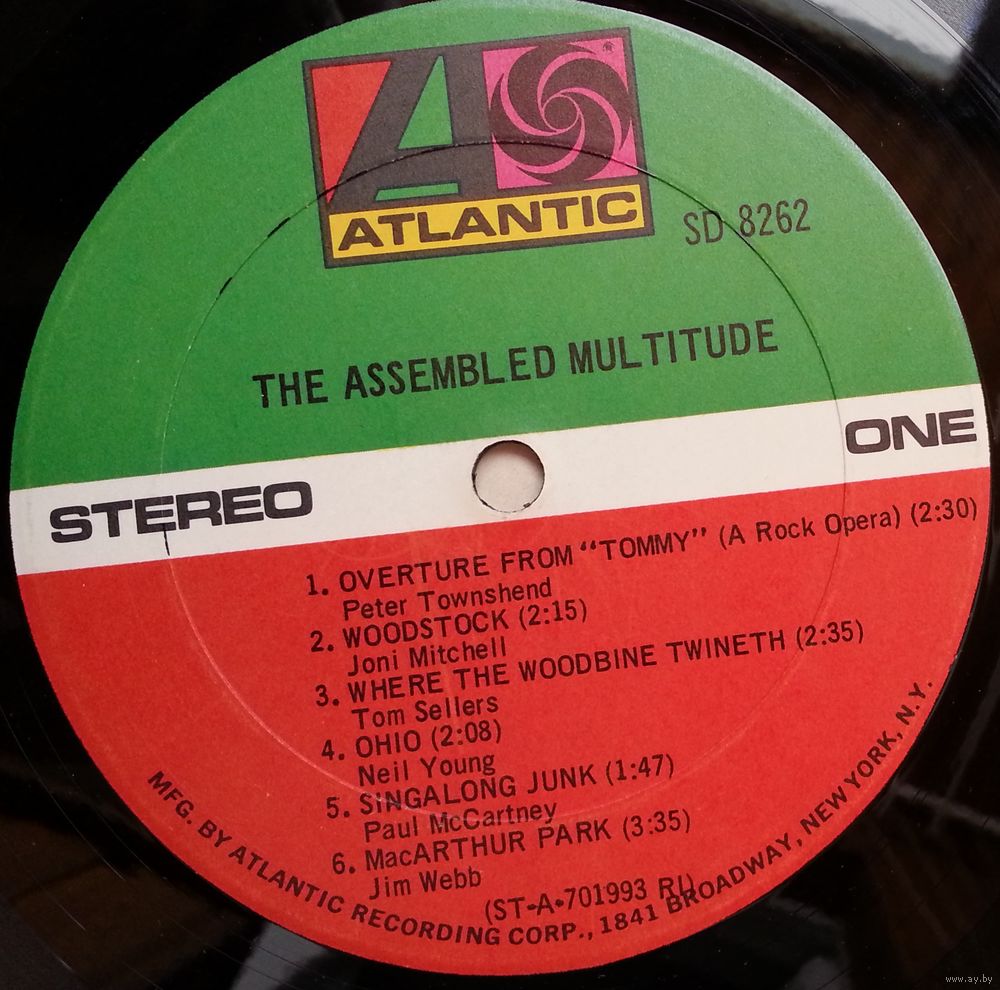 ATLANTIC
SD 8262
THE ASSEMBLED MULTITUDE
STEREO
ONE
1. OVERTURE FROM “TOMMY” (A Rock Opera) (2:30)
Peter Townshend
2. WOODSTOCK (2:15)
Joni Mitchell
3. WHERE THE WOODBINE TWINETH (2:35)
Tom Sellers
4. OHIO (2:08)
Neil Young
5. SINGALONG JUNK (1:47)
Paul McCartney
6. MacARTHUR PARK (3:35)
Jim Webb
(ST-A-701993 RI)
MFG. BY ATLANTIC RECORDING CORP., 1841 BROADWAY, NEW YORK, N.Y.
www.ay.by